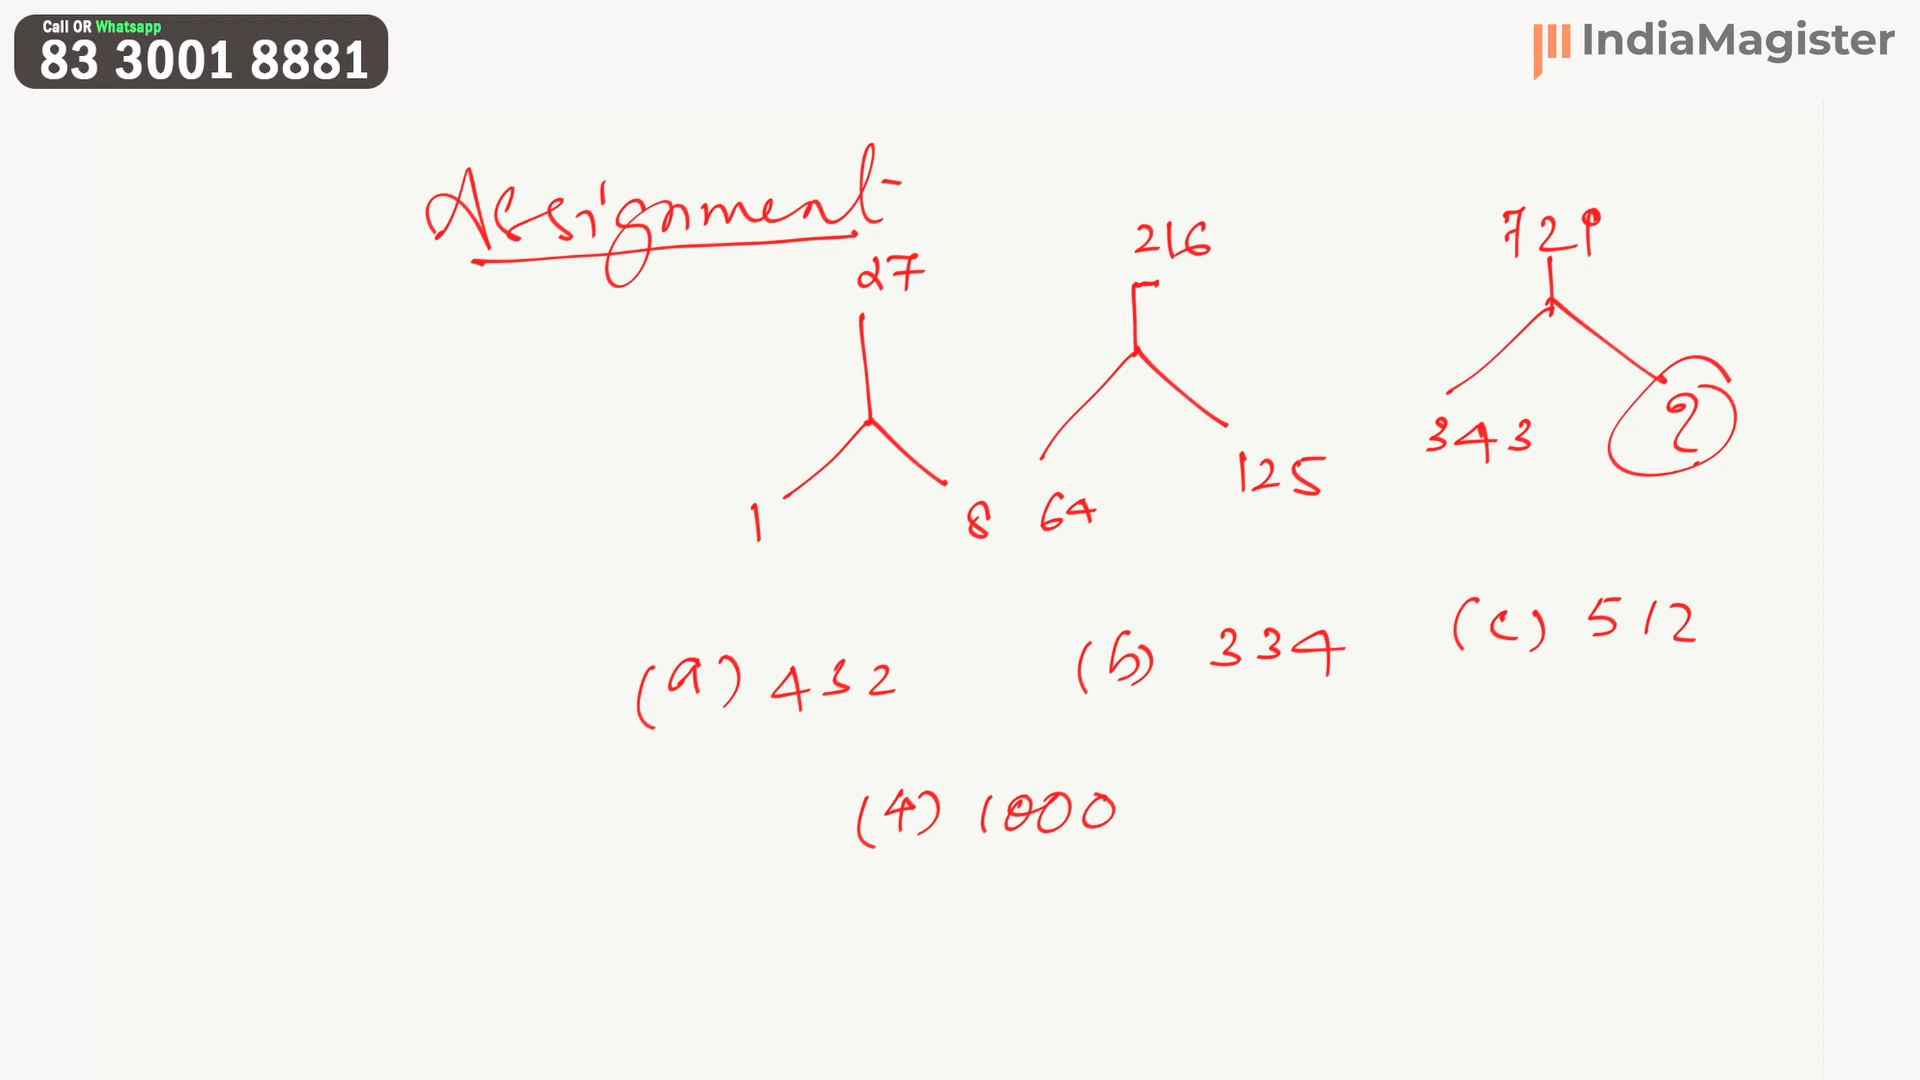 Call OR Whatsapp
83 3001 8881
IndiaMagister
Assignment
27
216
729
1
8
64
125
343
?
(a) 432
(b) 334
(c) 512
(4) 1000